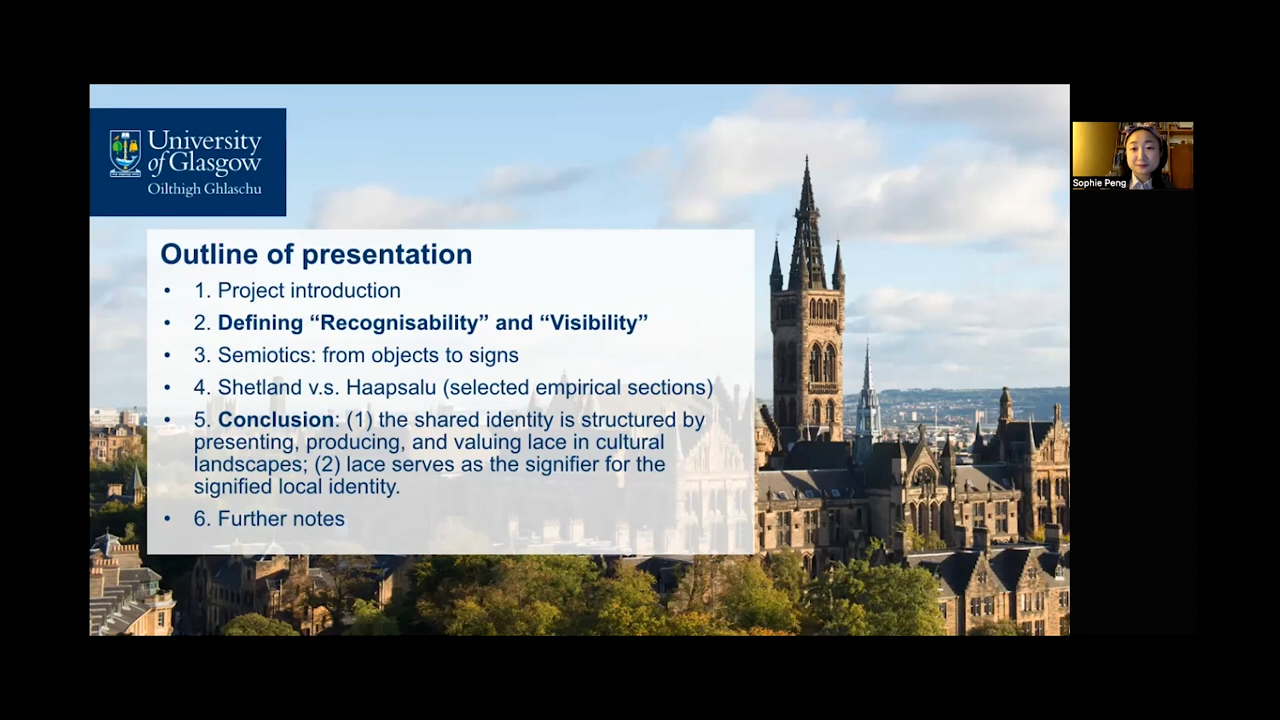 University
of Glasgow
Oilthigh Ghlaschu
Sophie Peng
Outline of presentation
• 1. Project introduction
• 2. Defining “Recognisability” and “Visibility”
• 3. Semiotics: from objects to signs
• 4. Shetland v.s. Haapsalu (selected empirical sections)
• 5. Conclusion: (1) the shared identity is structured by
presenting, producing, and valuing lace in cultural
landscapes; (2) lace serves as the signifier for the
signified local identity.
• 6. Further notes